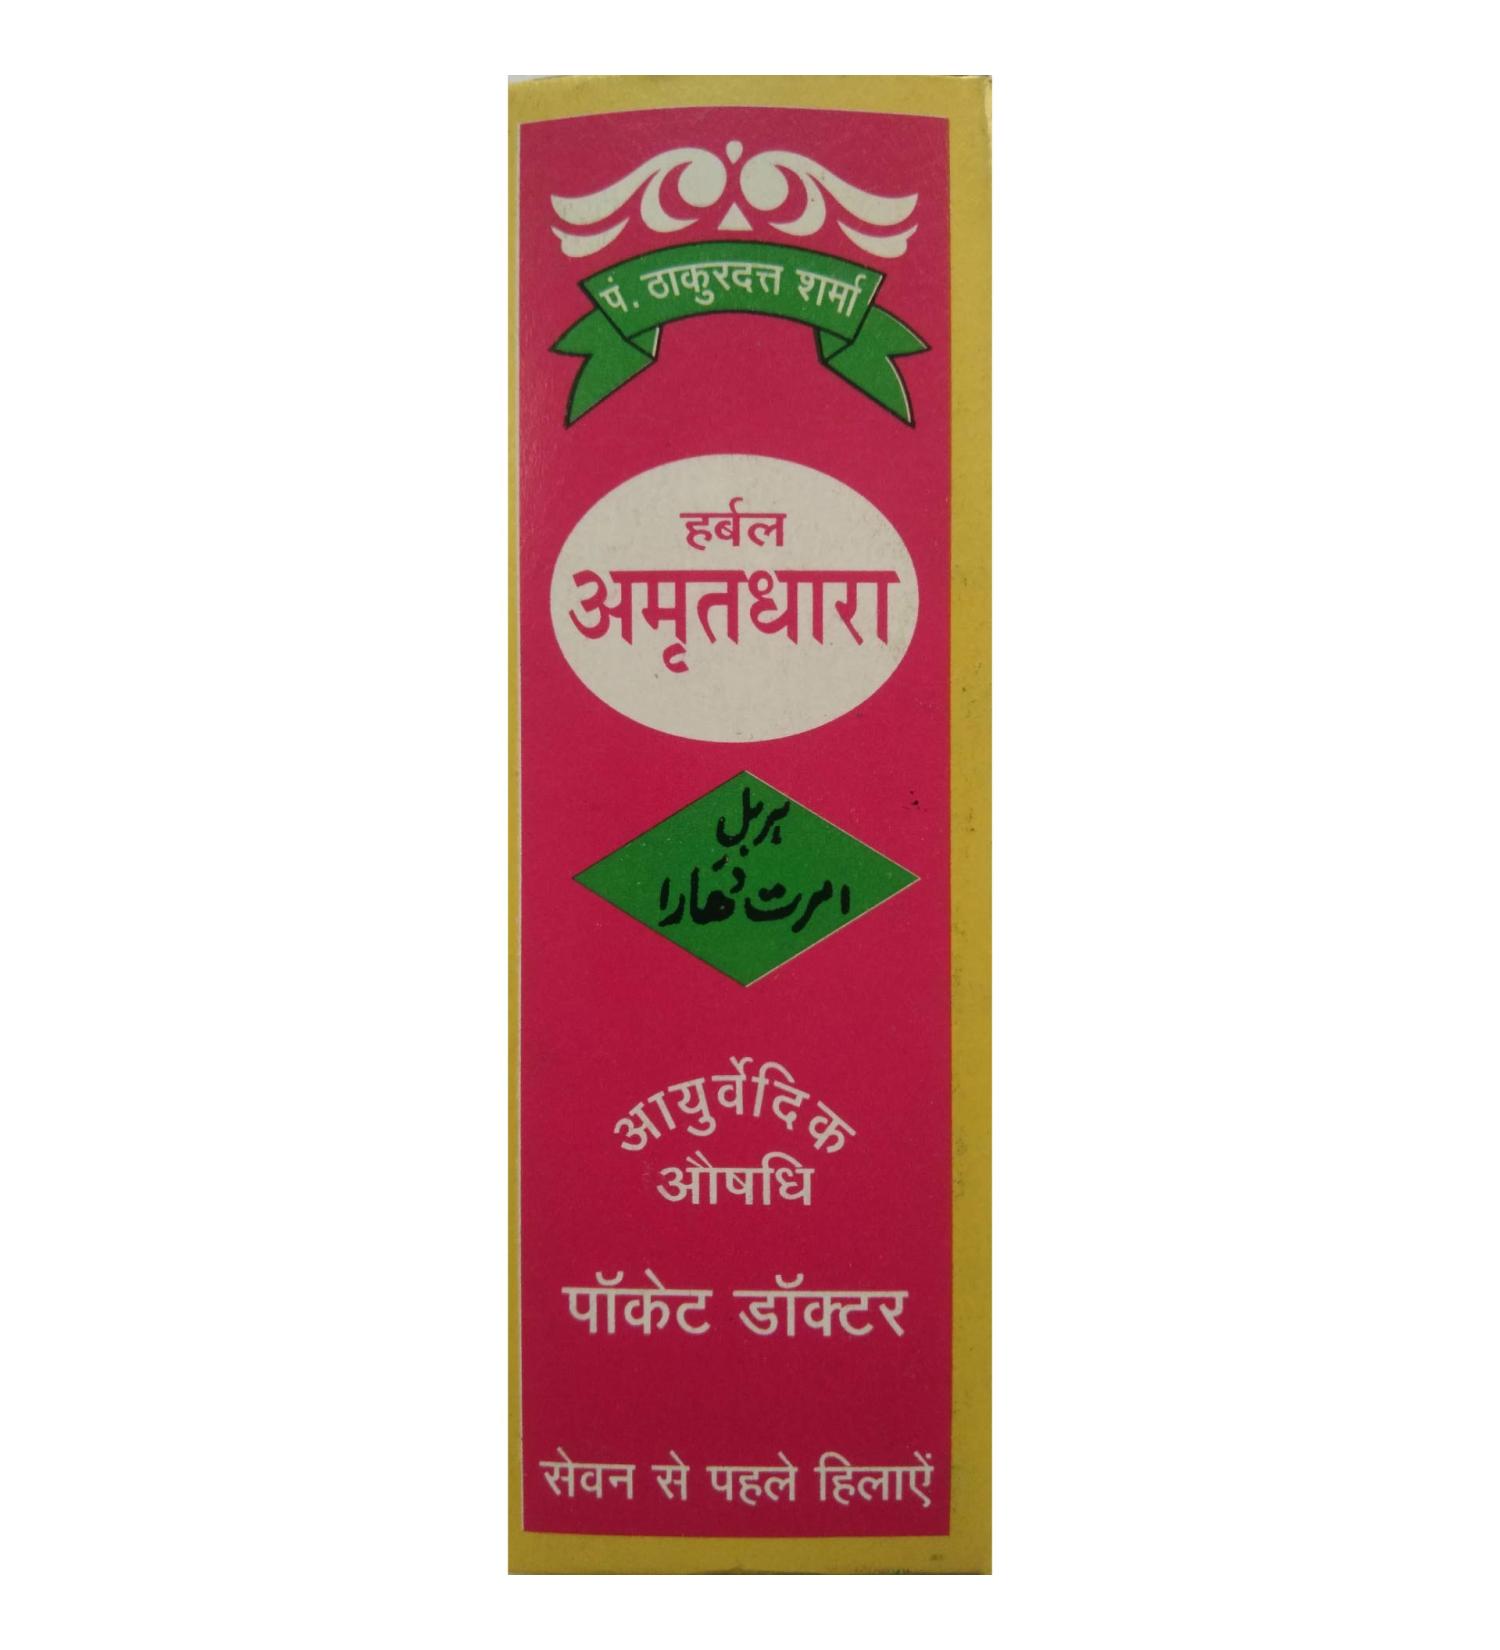 पं. ठाकुरदत्त शर्मा
हर्बल
अमृतधारा
ہربل
امرت دھارا
आयुर्वेदिक
औषधि
पॉकेट डॉक्टर
सेवन से पहले हिलाऐं